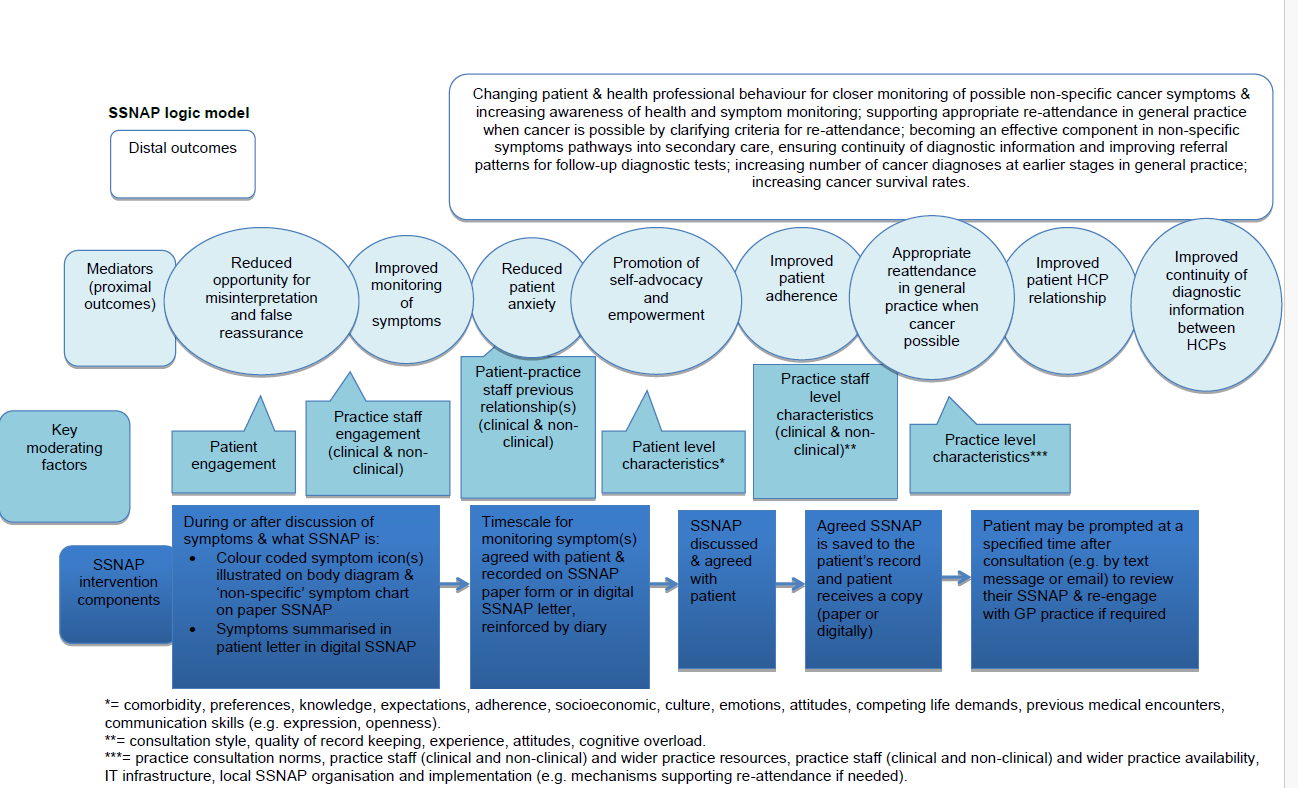 SSNAP logic model
Distal outcomes
Changing patient & health professional behaviour for closer monitoring of possible non-specific cancer symptoms &
increasing awareness of health and symptom monitoring; supporting appropriate re-attendance in general practice
when cancer is possible by clarifying criteria for re-attendance; becoming an effective component in non-specific
symptoms pathways into secondary care, ensuring continuity of diagnostic information and improving referral
patterns for follow-up diagnostic tests; increasing number of cancer diagnoses at earlier stages in general practice;
increasing cancer survival rates.
Mediators
(proximal
outcomes)
Reduced
opportunity for
misinterpretation
and false
reassurance
Improved
monitoring
of
symptoms
Reduced
patient
anxiety
Promotion of
self-advocacy
and
empowerment
Improved
patient
adherence
Appropriate
reattendance
in general
practice when
cancer
possible
Improved
patient HCP
relationship
Improved
continuity of
diagnostic
information
between
HCPs
Key
moderating
factors
Patient
engagement
Practice staff
engagement
(clinical & non-
clinical)
Patient-practice
staff previous
relationship(s)
(clinical & non-
clinical)
Patient level
characteristics*
Practice staff
level
characteristics
(clinical & non-
clinical)**
Practice level
characteristics***
SSNAP
intervention
components
During or after discussion of
symptoms & what SSNAP is:
• Colour coded symptom icon(s)
illustrated on body diagram &
‘non-specific’ symptom chart
on paper SSNAP
• Symptoms summarised in
patient letter in digital SSNAP
Timescale for
monitoring symptom(s)
agreed with patient &
recorded on SSNAP
paper form or in digital
SSNAP letter,
reinforced by diary
SSNAP
discussed
& agreed
with
patient
Agreed SSNAP
is saved to the
patient’s record
and patient
receives a copy
(paper or
digitally)
Patient may be prompted at a
specified time after
consultation (e.g. by text
message or email) to review
their SSNAP & re-engage
with GP practice if required
*= comorbidity, preferences, knowledge, expectations, adherence, socioeconomic, culture, emotions, attitudes, competing life demands, previous medical encounters,
communication skills (e.g. expression, openness).
**= consultation style, quality of record keeping, experience, attitudes, cognitive overload.
***= practice consultation norms, practice staff (clinical and non-clinical) and wider practice resources, practice staff (clinical and non-clinical) and wider practice availability,
IT infrastructure, local SSNAP organisation and implementation (e.g. mechanisms supporting re-attendance if needed).